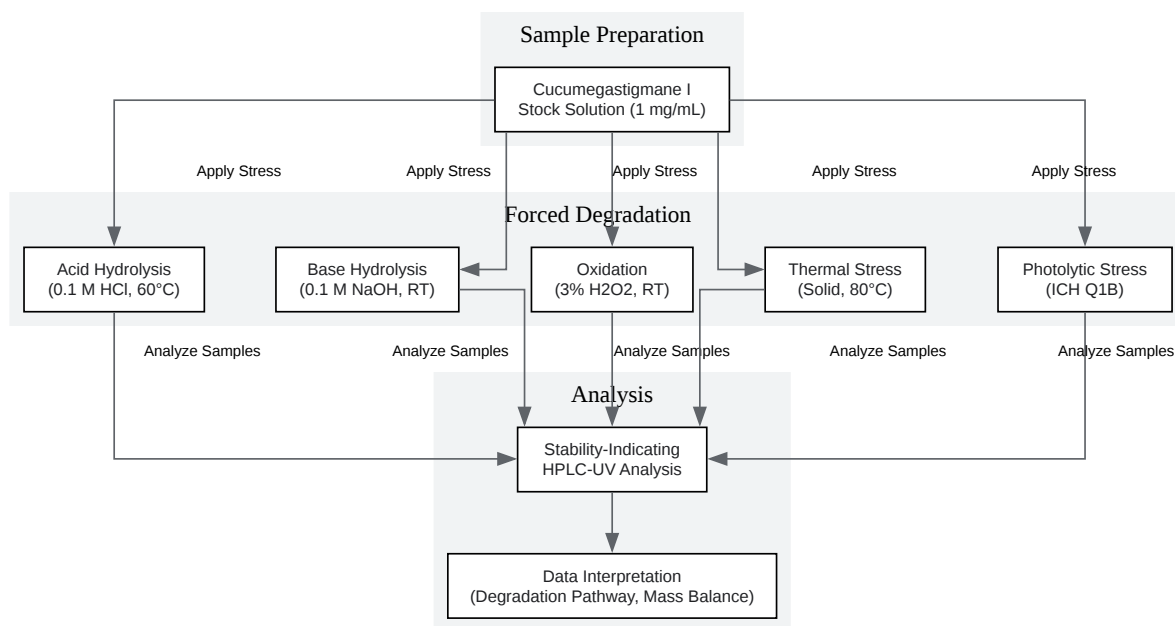 Sample Preparation
Cucumegastigmane I
Stock Solution (1 mg/mL)
Apply Stress
Apply Stress
Apply Stress
Apply Stress
Apply Stress
Forced Degradation
Acid Hydrolysis
(0.1 M HCl, 60°C)
Base Hydrolysis
(0.1 M NaOH, RT)
Oxidation
(3% H2O2, RT)
Thermal Stress
(Solid, 80°C)
Photolytic Stress
(ICH Q1B)
Analyze Samples
Analyze Samples
Analyze Samples
Analyze Samples
Analyze Samples
Analysis
Stability-Indicating
HPLC-UV Analysis
Data Interpretation
(Degradation Pathway, Mass Balance)